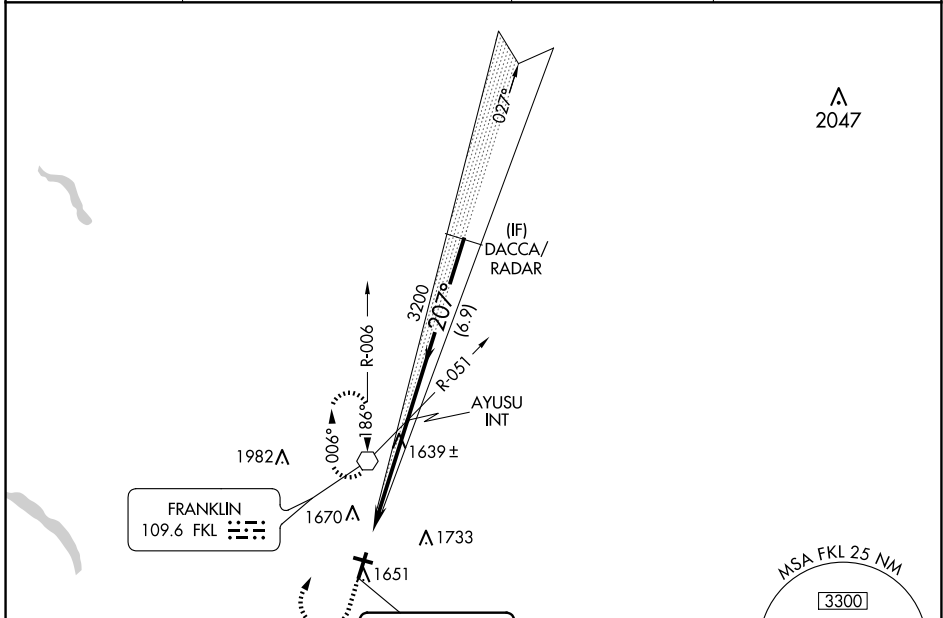 027°
2047
(IF)
DACCA/
RADAR
3200
207°
(6.9)
R-006
R-051
AYUSU
INT
006°
186°
1639 ±
1982
FRANKLIN
109.6 FKL
1670
1733
1651
MSA FKL 25 NM
3300